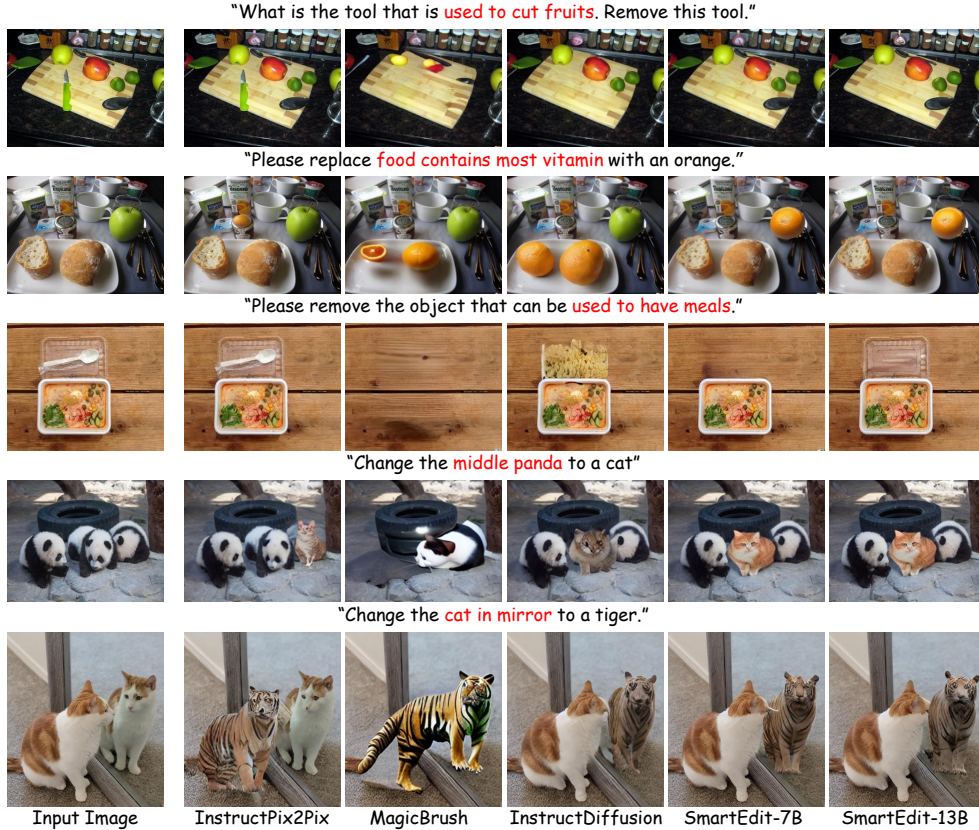 “What is the tool that is used to cut fruits. Remove this tool.”
“Please replace food contains most vitamin with an orange.”
“Please remove the object that can be used to have meals.”
“Change the middle panda to a cat”
“Change the cat in mirror to a tiger.”
Input Image InstructPix2Pix MagicBrush InstructDiffusion SmartEdit-7B SmartEdit-13B